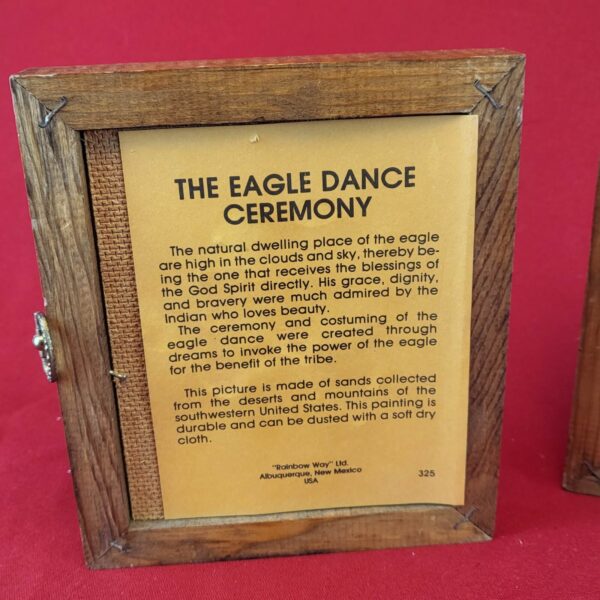 THE EAGLE DANCE
CEREMONY
The natural dwelling place of the eagle
are high in the clouds and sky, thereby be-
ing the one that receives the blessings of
the God Spirit directly. His grace, dignity,
and bravery were much admired by the
Indian who loves beauty.
The ceremony and costuming of the
eagle dance were created through
dreams to invoke the power of the eagle
for the benefit of the tribe.
This picture is made of sands collected
from the deserts and mountains of the
southwestern United States. This painting is
durable and can be dusted with a soft dry
cloth.
"Rainbow Way" Ltd.
Albuquerque, New Mexico
USA
325